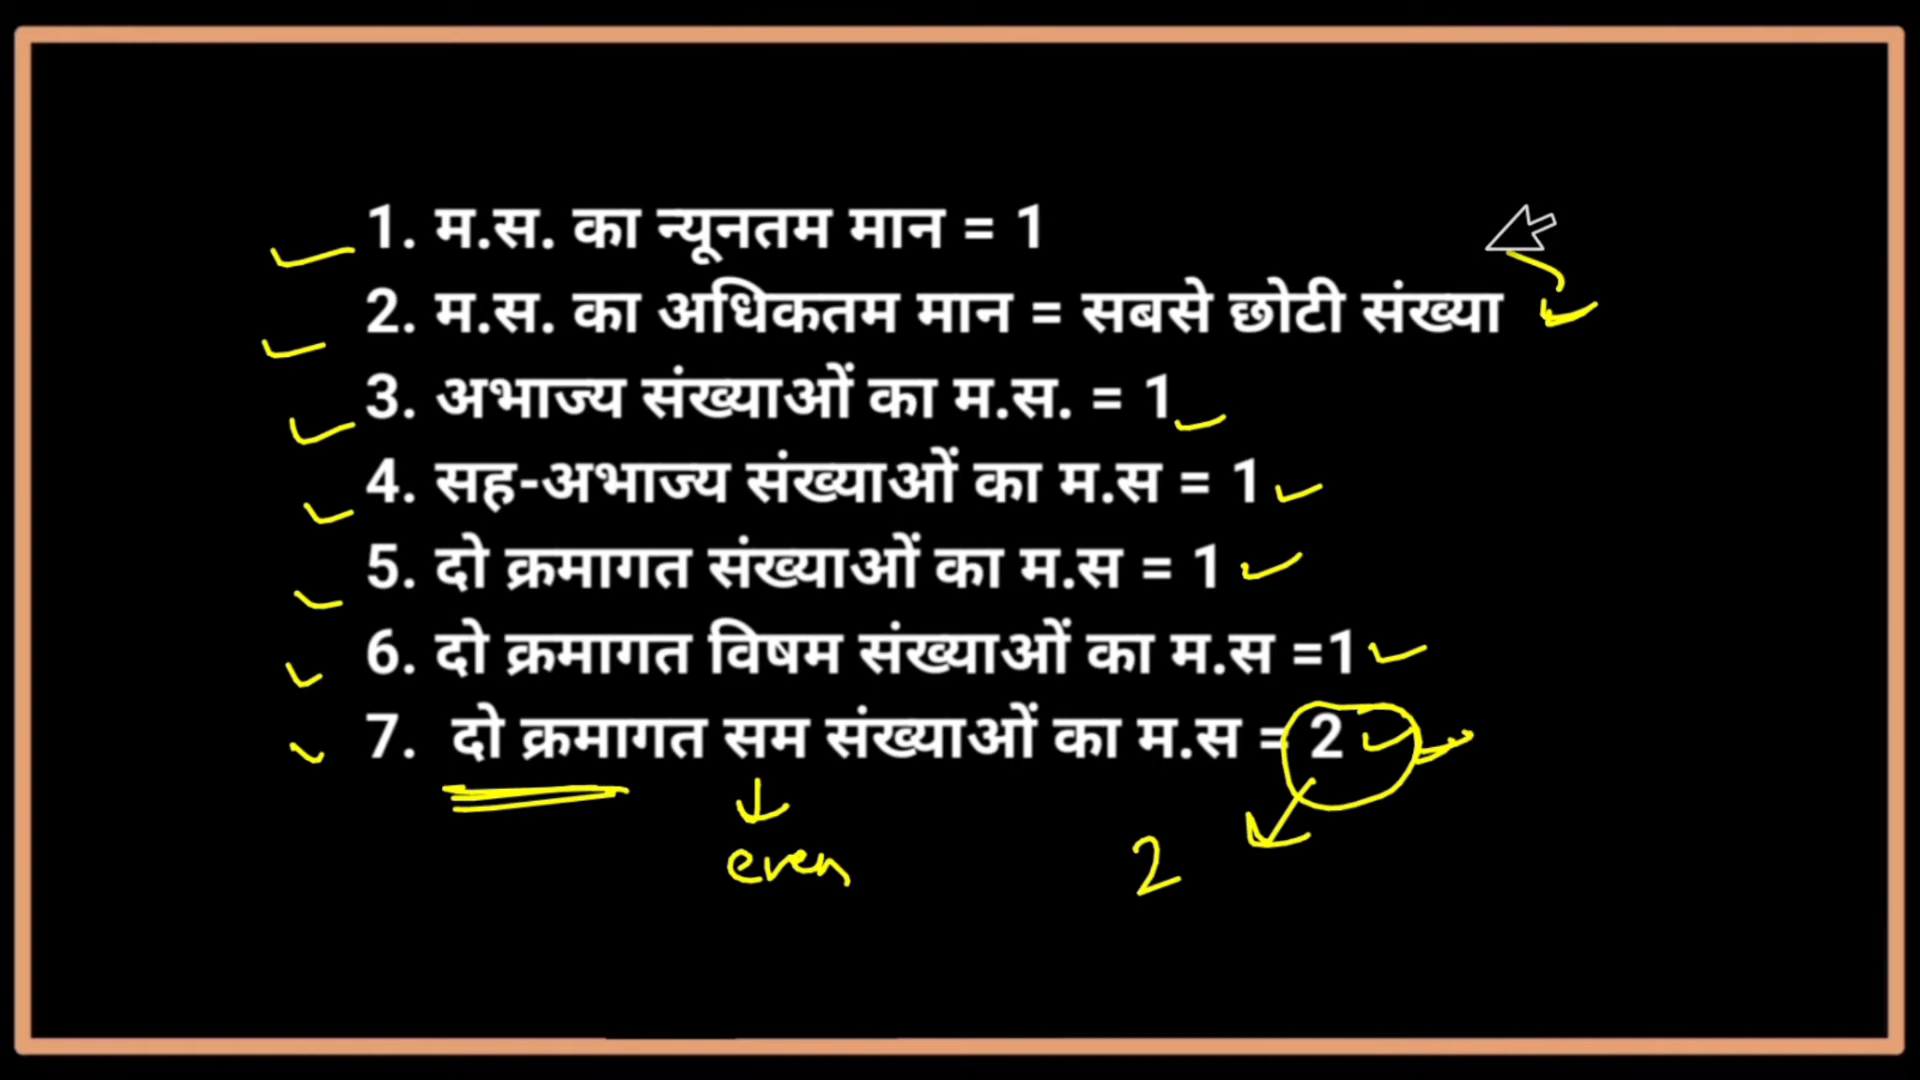 1. म.स. का न्यूनतम मान = 1
2. म.स. का अधिकतम मान = सबसे छोटी संख्या
3. अभाज्य संख्याओं का म.स. = 1
4. सह-अभाज्य संख्याओं का म.स = 1
5. दो क्रमागत संख्याओं का म.स = 1
6. दो क्रमागत विषम संख्याओं का म.स =1
7. दो क्रमागत सम संख्याओं का म.स = 2
even 2